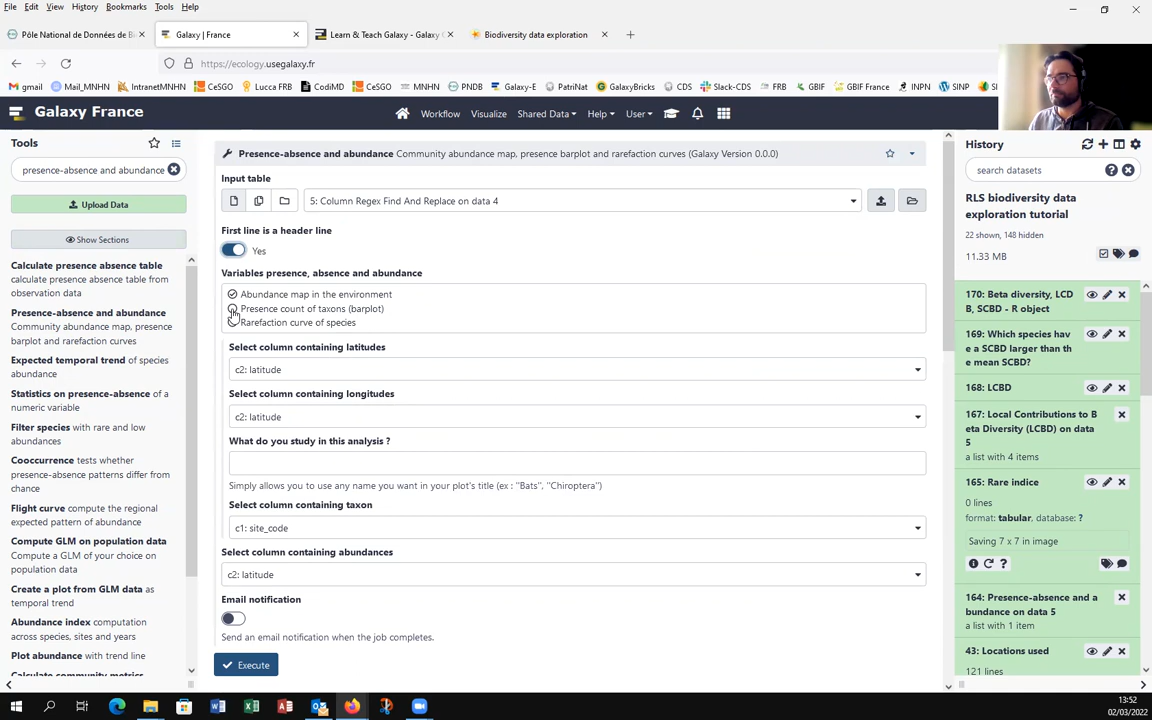 File Edit View History Bookmarks Tools Help
Pôle National de Données de Bi
Galaxy | France
Learn & Teach Galaxy - Galaxy C
Biodiversity data exploration
https://ecology.usegalaxy.fr
gmail Mail_MNHN IntranetMNHN CeSGO Lucca FRB CodiMD CeSGO MNHN PNDB Galaxy-E PatriNat GalaxyBricks CDS Slack-CDS FRB GBIF GBIF France INPN SINP
Galaxy France
Workflow Visualize Shared Data Help User
Tools
presence-absence and abundance
Upload Data
Show Sections
Calculate presence absence table
calculate presence absence table from
observation data
Presence-absence and abundance
Community abundance map, presence
barplot and rarefaction curves
Expected temporal trend of species
abundance
Statistics on presence-absence of
a numeric variable
Filter species with rare and low
abundances
Cooccurrence tests whether
presence-absence patterns differ from
chance
Flight curve compute the regional
expected pattern of abundance
Compute GLM on population data
Compute a GLM of your choice on
population data
Create a plot from GLM data as
temporal trend
Abundance index computation
across species, sites and years
Plot abundance with trend line
Calculate community metrics
Presence-absence and abundance Community abundance map, presence barplot and rarefaction curves (Galaxy Version 0.0.0)
Input table
5: Column Regex Find And Replace on data 4
First line is a header line
Yes
Variables presence, absence and abundance
Abundance map in the environment
Presence count of taxons (barplot)
Rarefaction curve of species
Select column containing latitudes
c2: latitude
Select column containing longitudes
c2: latitude
What do you study in this analysis ?
Simply allows you to use any name you want in your plot's title (ex : "Bats", "Chiroptera")
Select column containing taxon
c1: site_code
Select column containing abundances
c2: latitude
Email notification
Send an email notification when the job completes.
Execute
History
search datasets
RLS biodiversity data
exploration tutorial
22 shown, 148 hidden
11.33 MB
170: Beta diversity, LCD
B, SCBD - R object
169: Which species hav
e a SCBD larger than th
e mean SCBD?
168: LCBD
167: Local Contributions to B
eta Diversity (LCBD) on data
5
a list with 4 items
165: Rare indice
0 lines
format: tabular, database: ?
Saving 7 x 7 in image
164: Presence-absence and a
bundance on data 5
a list with 1 item
43: Locations used
121 lines
13:52
02/03/2022